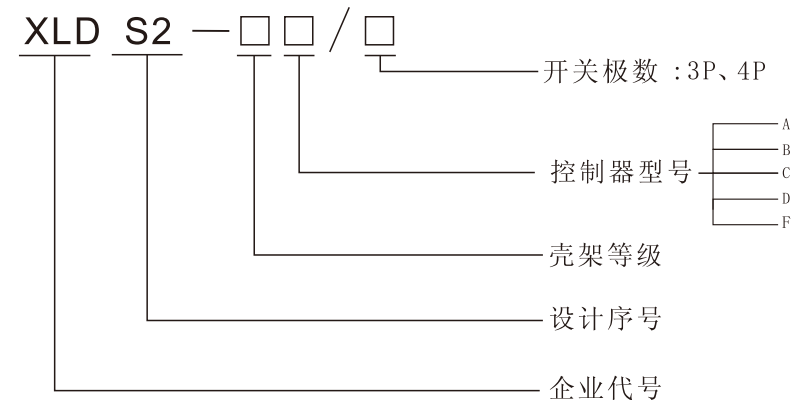 XLD S2 — □□/□
开关极数 :3P、4P
A
B
控制器型号 C
D
F
壳架等级
设计序号
企业代号